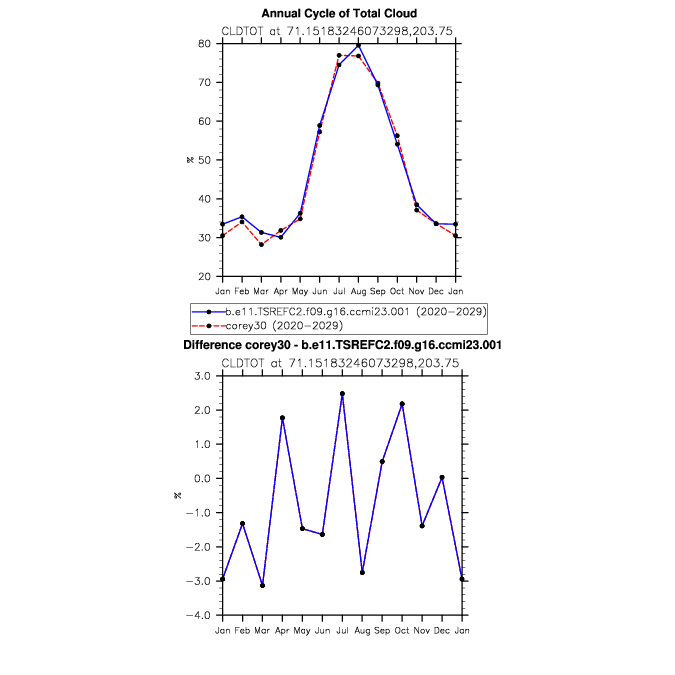 Annual Cycle of Total Cloud
CLDTOT at 71.15183246073298,203.75
80
70
60
50
40
30
20
%
Jan Feb Mar Apr May Jun Jul Aug Sep Oct Nov Dec Jan
b.e11.TSREFC2.f09.g16.ccmi23.001 (2020-2029)
corey30 (2020-2029)
Difference corey30 - b.e11.TSREFC2.f09.g16.ccmi23.001
CLDTOT at 71.15183246073298,203.75
3.0
2.0
1.0
0.0
-1.0
-2.0
-3.0
-4.0
%
Jan Feb Mar Apr May Jun Jul Aug Sep Oct Nov Dec Jan